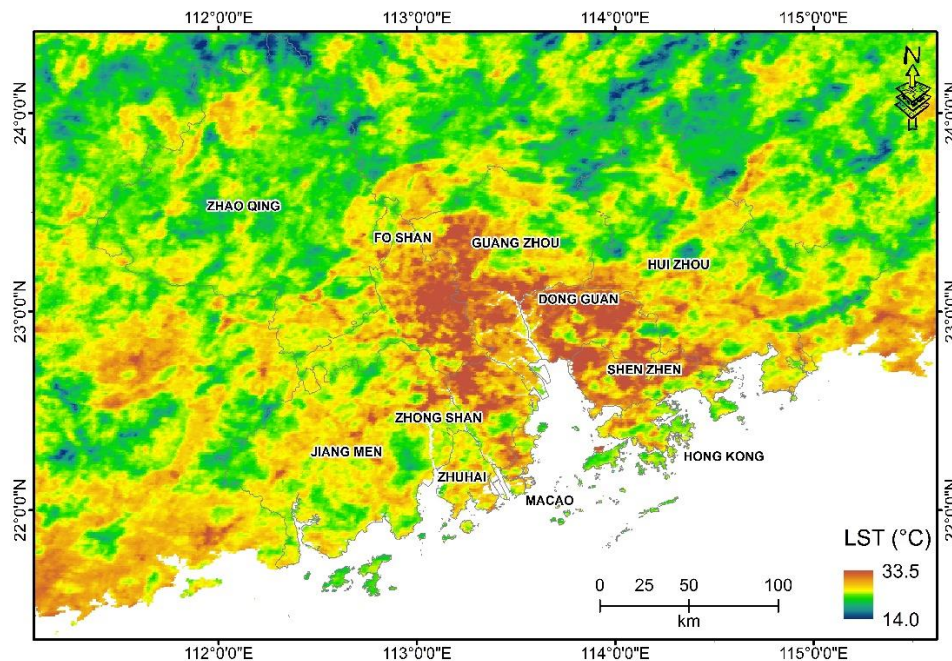 112°0'0"E 113°0'0"E 114°0'0"E 115°0'0"E
N
24°0'0"N 24°0'0"N
ZHAO QING
FO SHAN GUANG ZHOU
HUI ZHOU
23°0'0"N DONG GUAN 23°0'0"N
SHEN ZHEN
ZHONG SHAN
JIANG MEN HONG KONG
ZHUHAI
22°0'0"N MACAO 22°0'0"N
LST (°C)
33.5
14.0
0 25 50 100
km
112°0'0"E 113°0'0"E 114°0'0"E 115°0'0"E